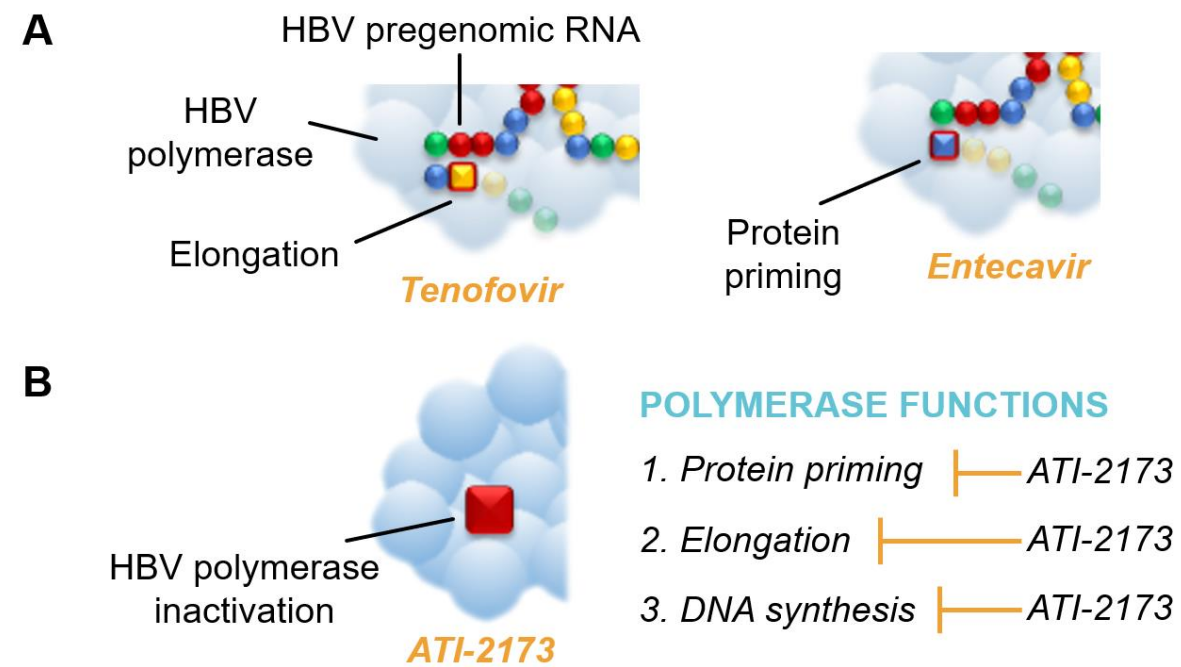 A
HBV pregenomic RNA
HBV
polymerase
Elongation
Tenofovir
Protein
priming
Entecavir
B
HBV polymerase
inactivation
ATI-2173
POLYMERASE FUNCTIONS
1. Protein priming ATI-2173
2. Elongation ATI-2173
3. DNA synthesis ATI-2173